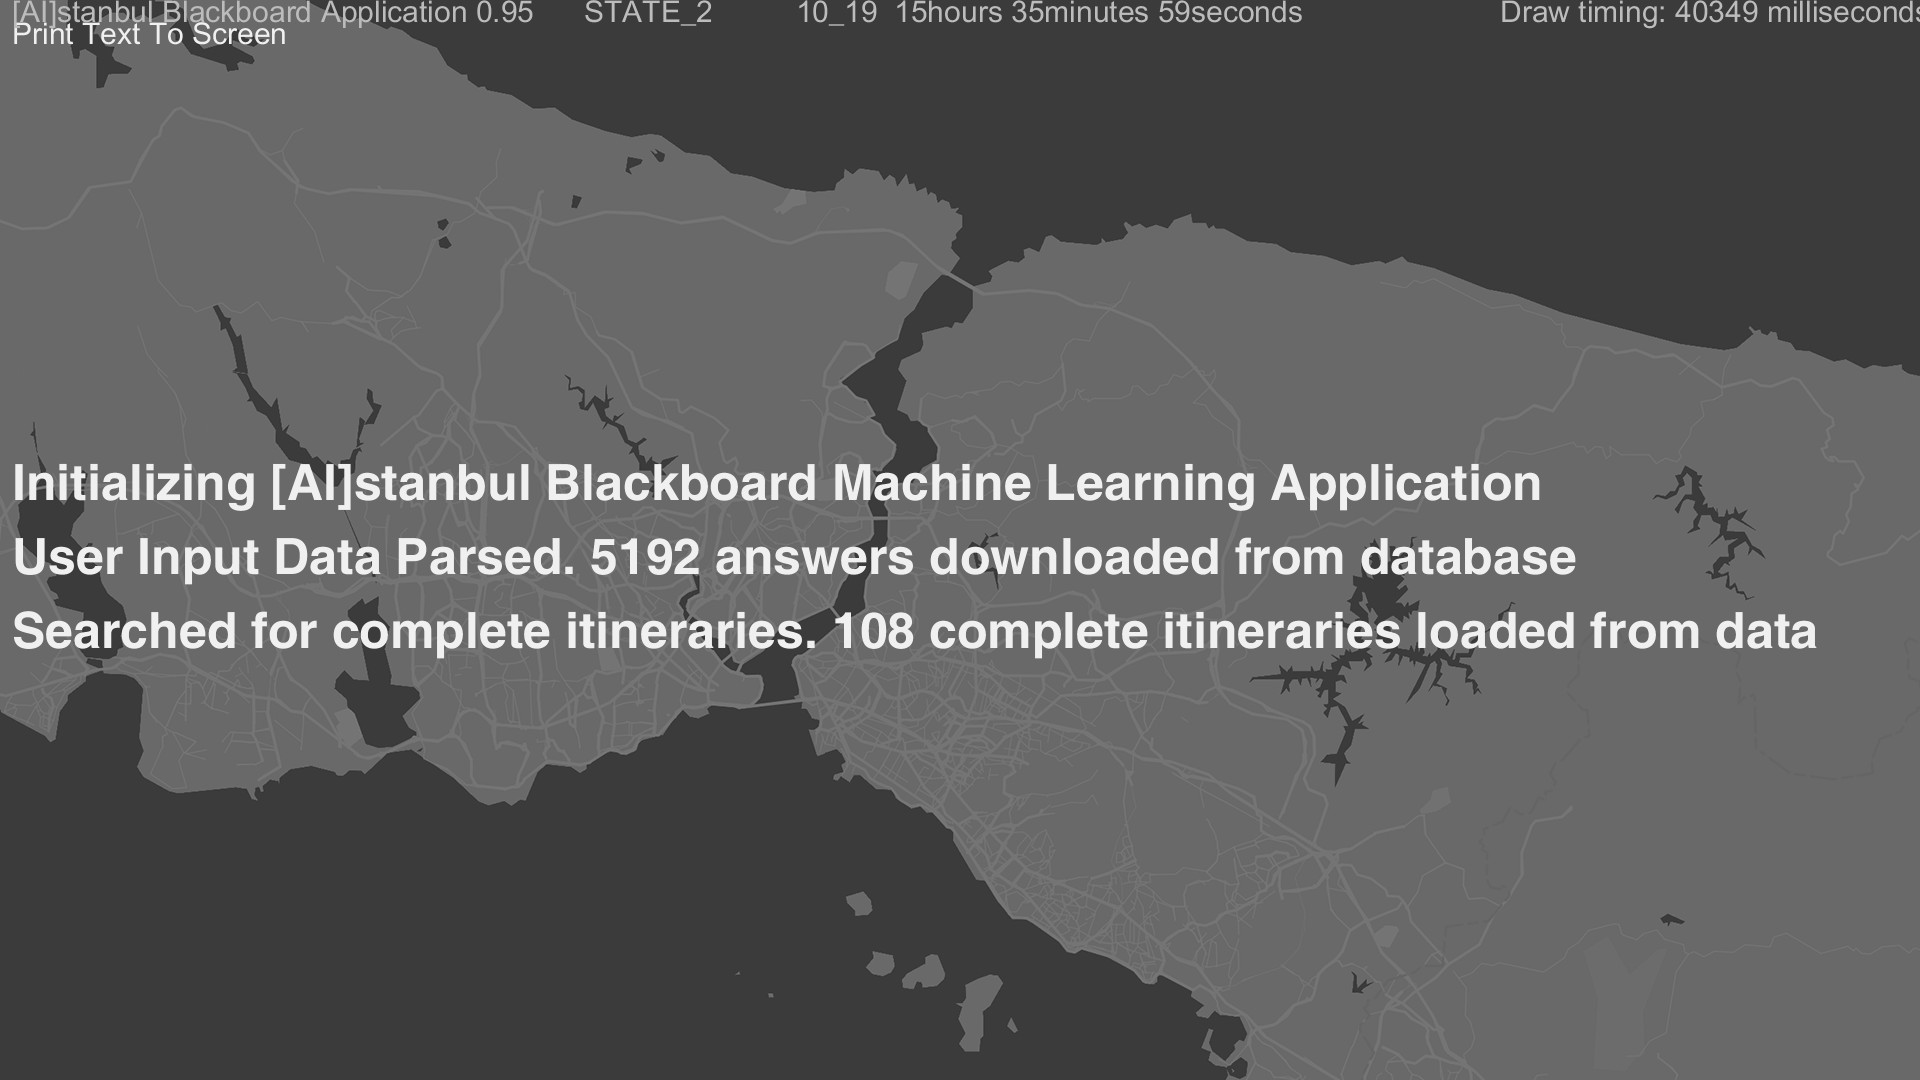 [AI]stanbul Blackboard Application 0.95 STATE_2 10_19 15hours 35minutes 59seconds Draw timing: 40349 milliseconds
Print Text To Screen
Initializing [AI]stanbul Blackboard Machine Learning Application
User Input Data Parsed. 5192 answers downloaded from database
Searched for complete itineraries. 108 complete itineraries loaded from data